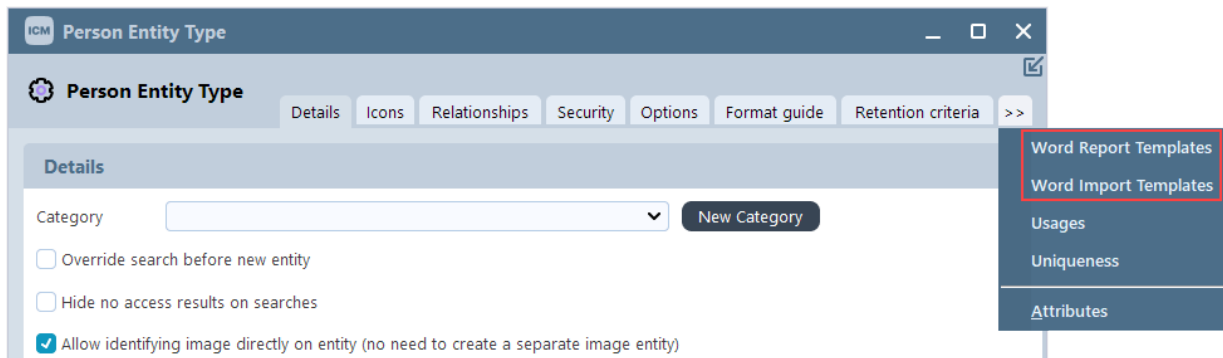 ICM Person Entity Type
Person Entity Type
Details Icons Relationships Security Options Format guide Retention criteria >>
Word Report Templates
Word Import Templates
Usages
Uniqueness
Attributes
Details
Category New Category
Override search before new entity
Hide no access results on searches
Allow identifying image directly on entity (no need to create a separate image entity)